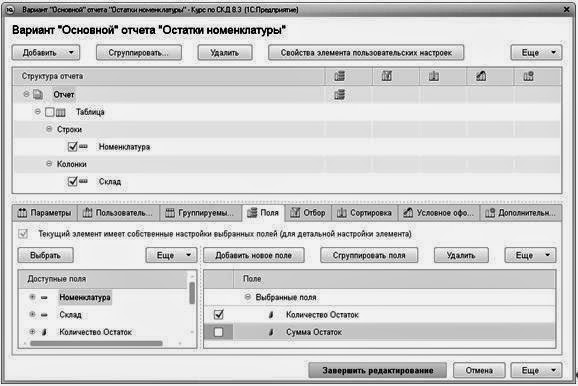 Вариант "Основной" отчета "Остатки номенклатуры" - Курс по СКД 8.3 (1С:Предприятие)
Вариант "Основной" отчета "Остатки номенклатуры"
Добавить Сгруппировать... Удалить Свойства элемента пользовательских настроек Еще
Структура отчета
Отчет
Таблица
Строки
Номенклатура
Колонки
Склад
Параметры Пользователь... Группируемы... Поля Отбор Сортировка Условное офо... Дополнительн...
Текущий элемент имеет собственные настройки выбранных полей (для детальной настройки элемента)
Выбрать Еще Добавить новое поле Сгруппировать поля Удалить Еще
Доступные поля Поле
Номенклатура Выбранные поля
Склад Количество Остаток
Количество Остаток Сумма Остаток
Завершить редактирование Отмена Еще